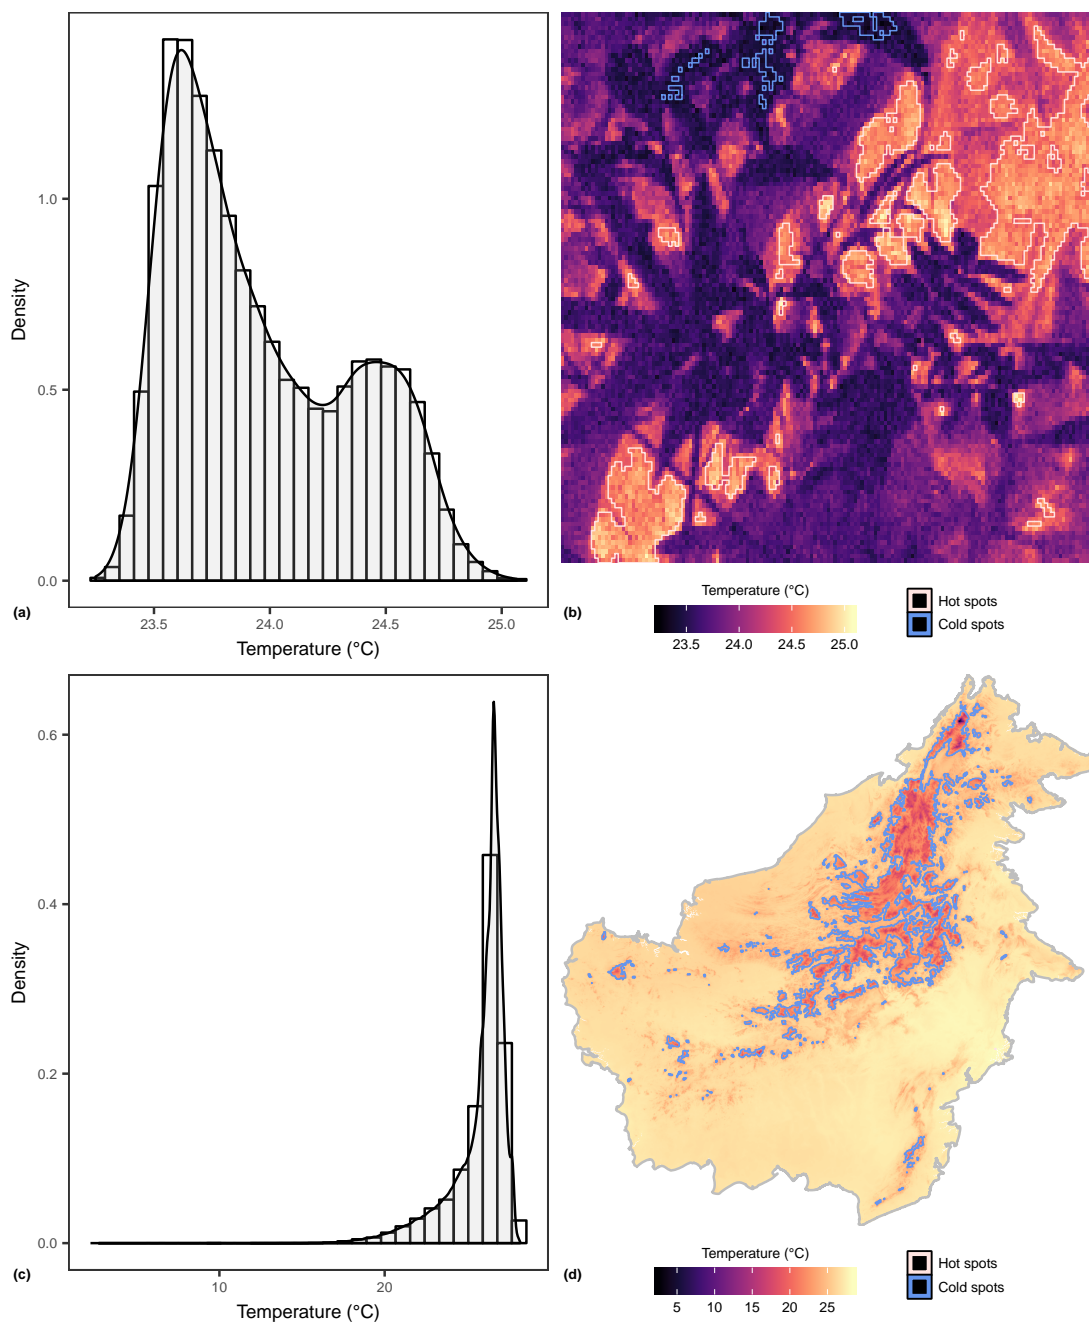 1.0
0.5
0.0
Density
23.5 24.0 24.5 25.0
Temperature (°C)
(a)
(b)
Temperature (°C)
23.5 24.0 24.5 25.0
Hot spots
Cold spots
0.6
0.4
0.2
0.0
Density
10 20
Temperature (°C)
(c)
(d)
Temperature (°C)
5 10 15 20 25
Hot spots
Cold spots